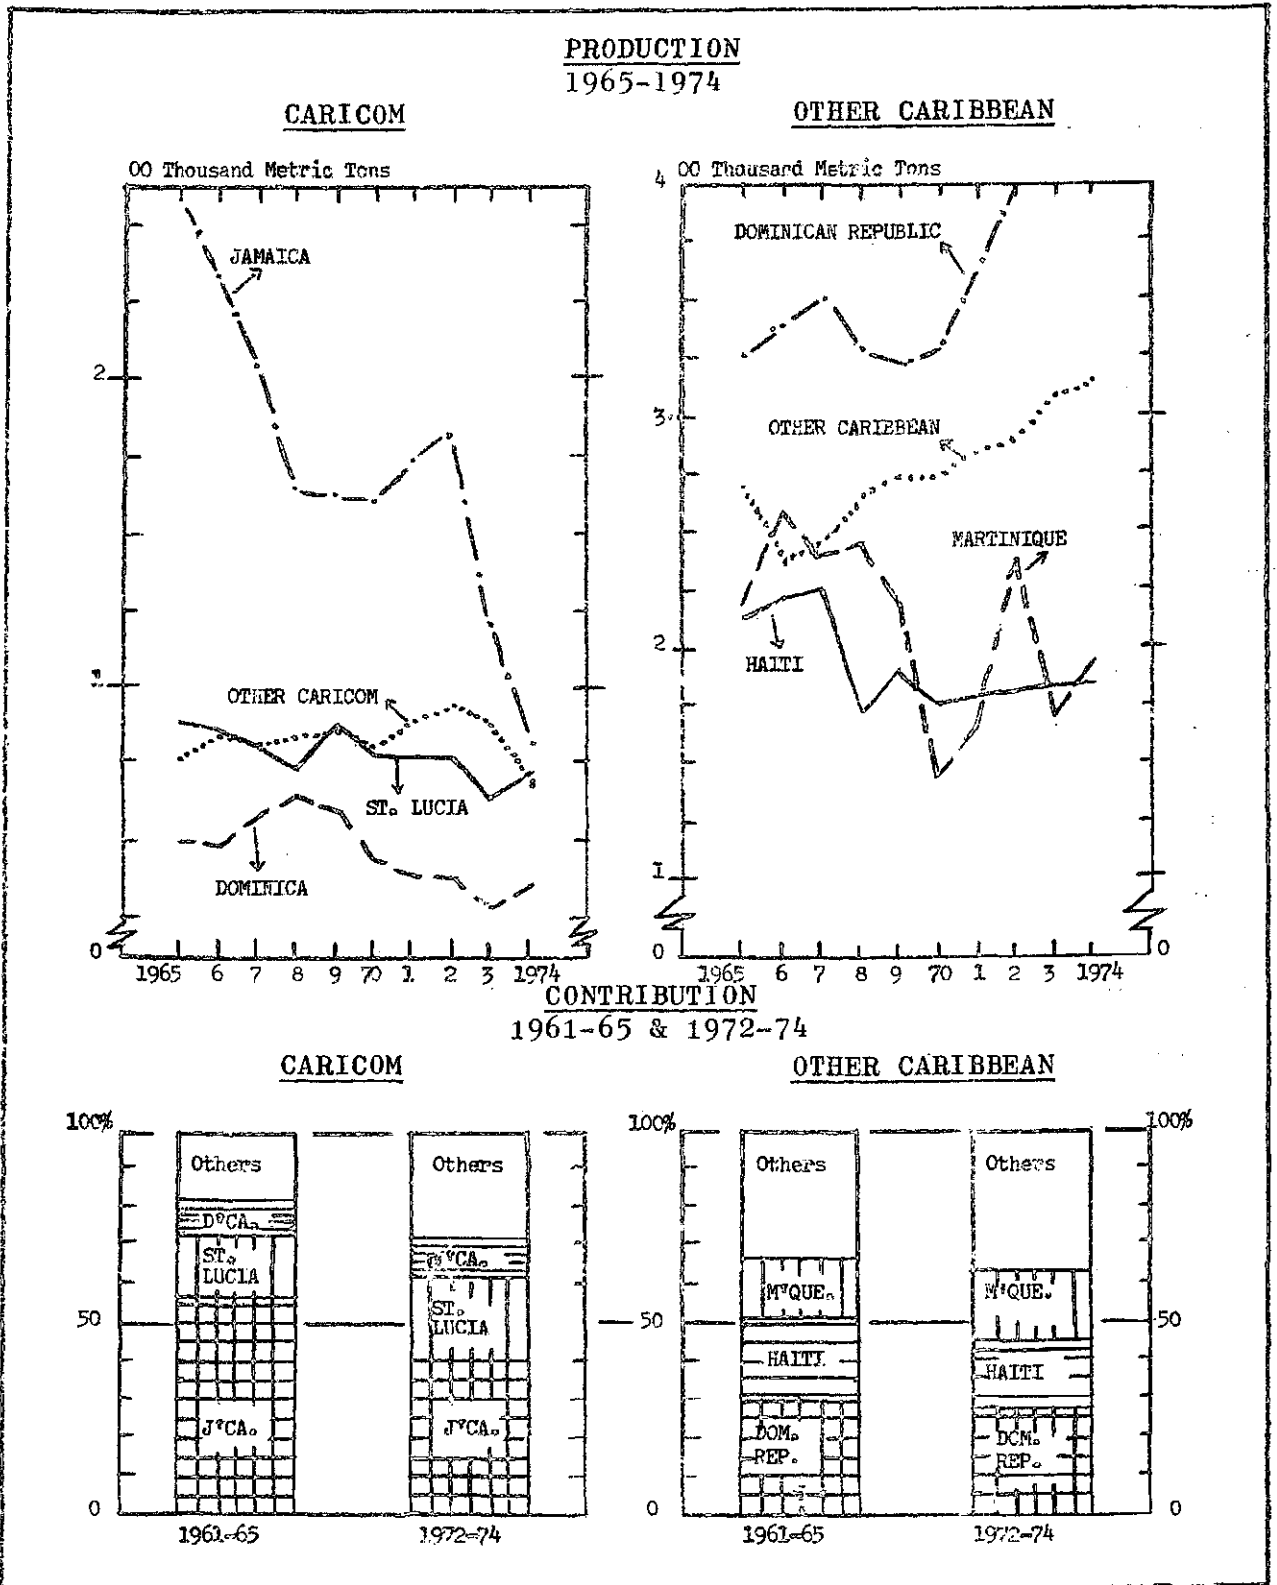 PRODUCTION
1965-1974
CARICOM
OTHER CARIBBEAN
00 Thousand Metric Tons
JAMAICA
2
1
OTHER CARICOM
ST. LUCIA
DOMINICA
0
1965 6 7 8 9 70 1 2 3 1974
4 00 Thousand Metric Tons
DOMINICAN REPUBLIC
3
OTHER CARIBBEAN
MARTINIQUE
2
HAITI
1
0 0
1965 6 7 8 9 70 1 2 3 1974
CONTRIBUTION
1961-65 & 1972-74
CARICOM
OTHER CARIBBEAN
100%
Others Others
D'CA. D'CA.
ST.
LUCIA
ST.
LUCIA
50
J'CA. J'CA.
0
1961-65 1972-74
100% 100%
Others Others
M'QUE. M'QUE.
50 50
HAITI HAITI
DOM.
REP.
DOM.
REP.
0 0
1961-65 1972-74